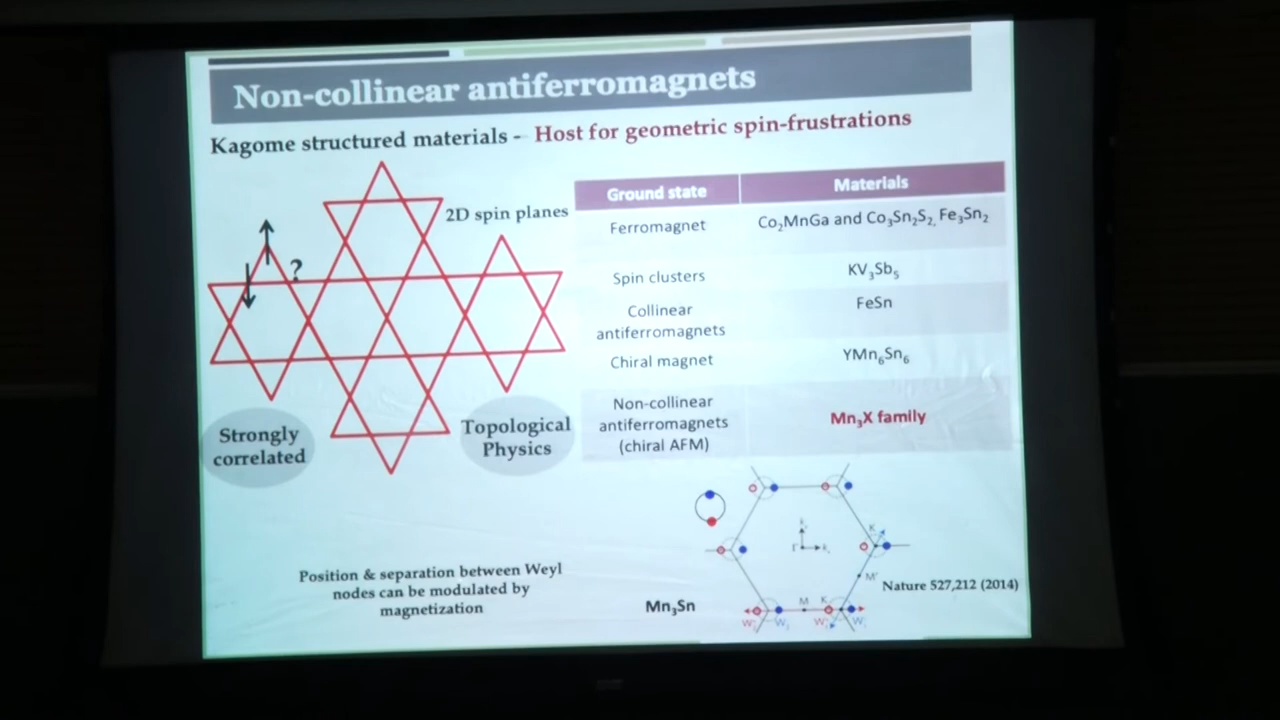 Non-collinear antiferromagnets
Kagome structured materials - Host for geometric spin-frustrations
2D spin planes
?
Strongly
correlated
Topological
Physics
Ground state Materials
Ferromagnet Co₂MnGa and Co₃Sn₂S₂, Fe₃Sn₂
Spin clusters KV₃Sb₅
Collinear
antiferromagnets
FeSn
Chiral magnet YMn₆Sn₆
Non-collinear
antiferromagnets
(chiral AFM)
Mn₃X family
Position & separation between Weyl
nodes can be modulated by
magnetization
Mn₃Sn
K
M'
M K
Nature 527,212 (2014)